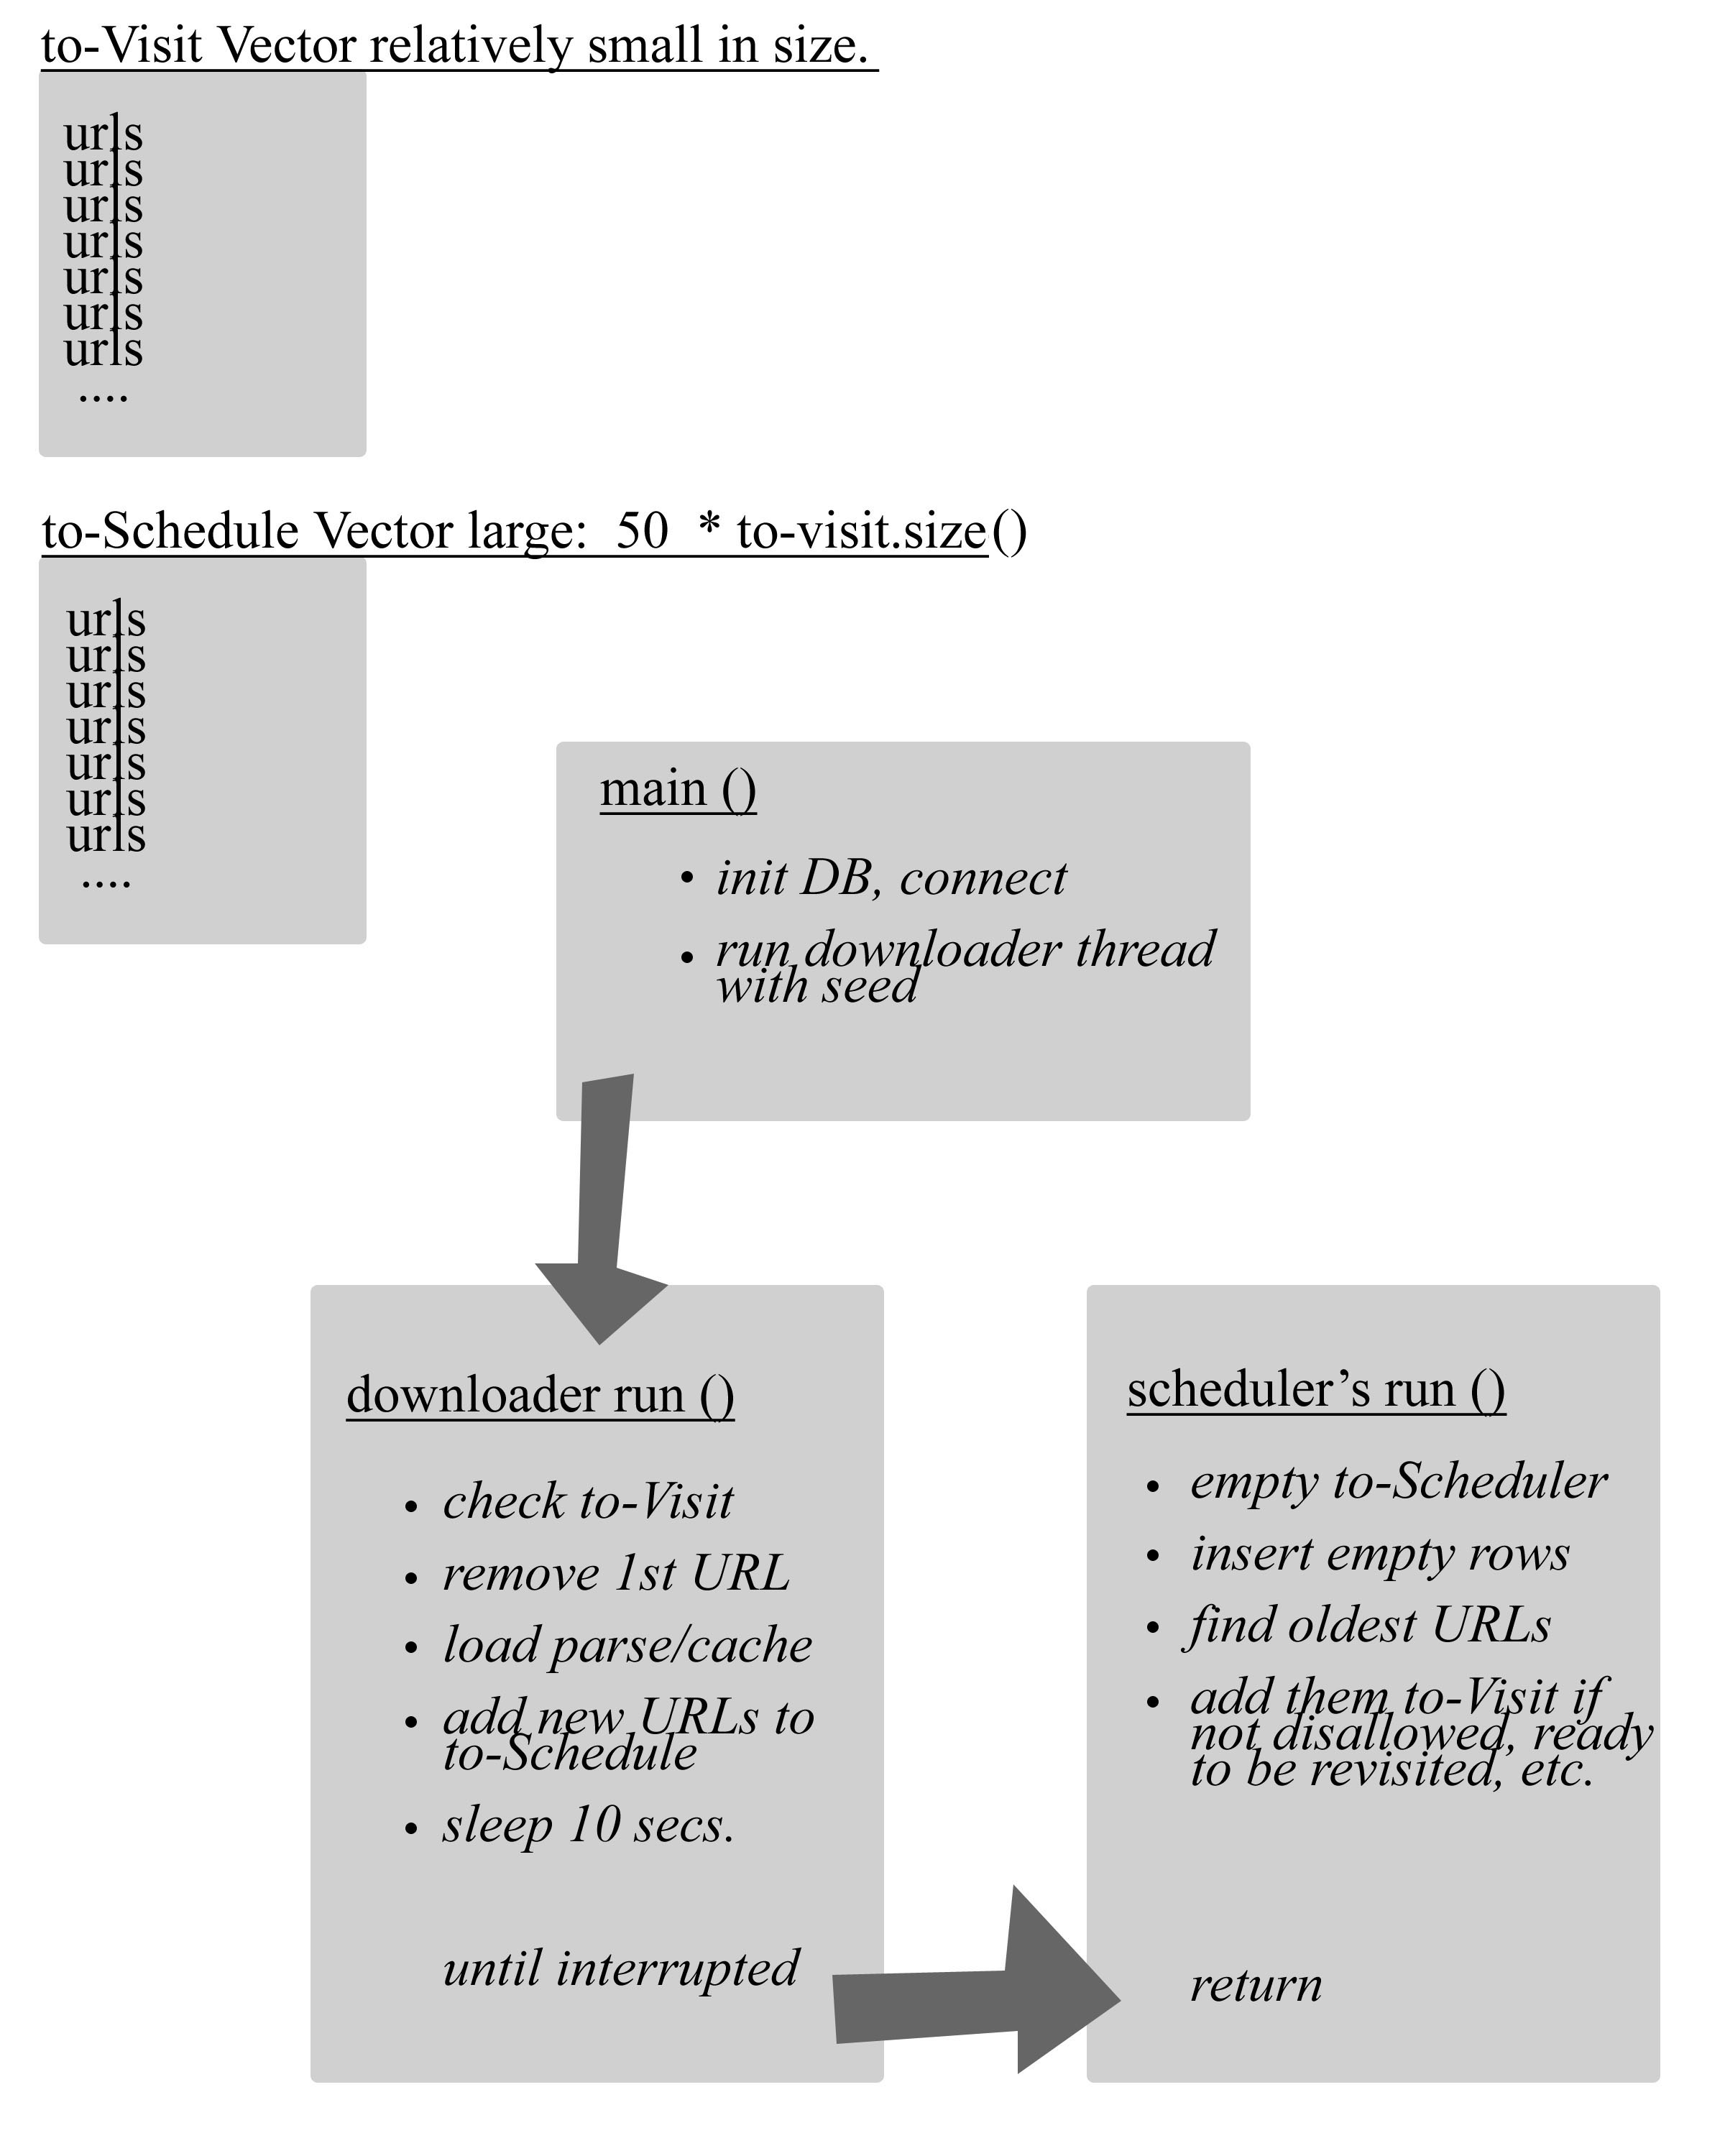 to-Visit Vector relatively small in size.
urls
urls
urls
urls
urls
urls
urls
....
to-Schedule Vector large:  50  * to-visit.size()
urls
urls
urls
urls
urls
urls
urls
....
main ()
• init DB, connect
• run downloader thread
with seed
downloader run ()
• check to-Visit
• remove 1st URL
• load parse/cache
• add new URLs to
to-Schedule
• sleep 10 secs.
until interrupted
scheduler’s run ()
• empty to-Scheduler
• insert empty rows
• find oldest URLs
• add them to-Visit if
not disallowed, ready
to be revisited, etc.
return